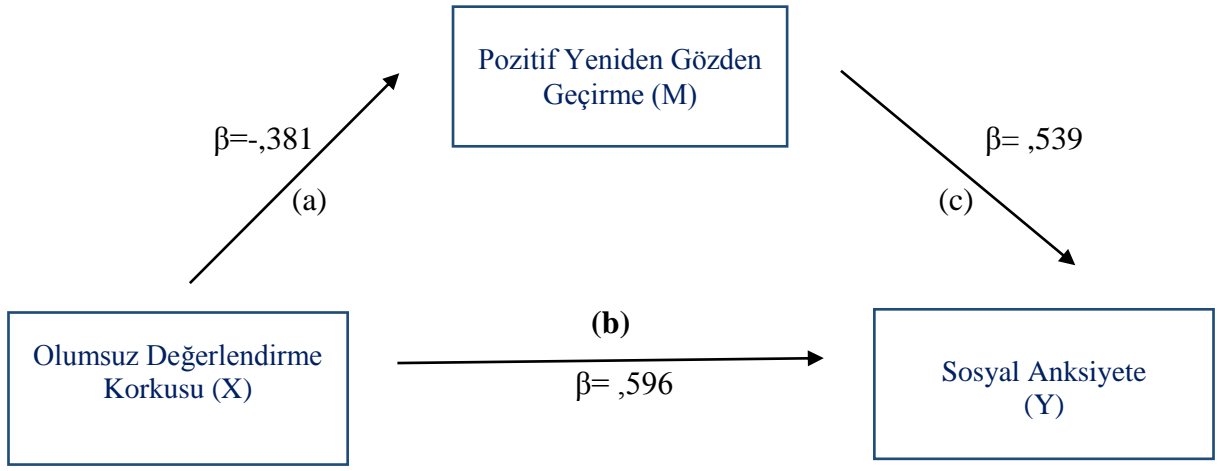 Pozitif Yeniden Gözden
Geçirme (M)
β=-,381
(a)
β= ,539
(c)
(b)
β= ,596
Olumsuz Değerlendirme
Korkusu (X)
Sosyal Anksiyete
(Y)